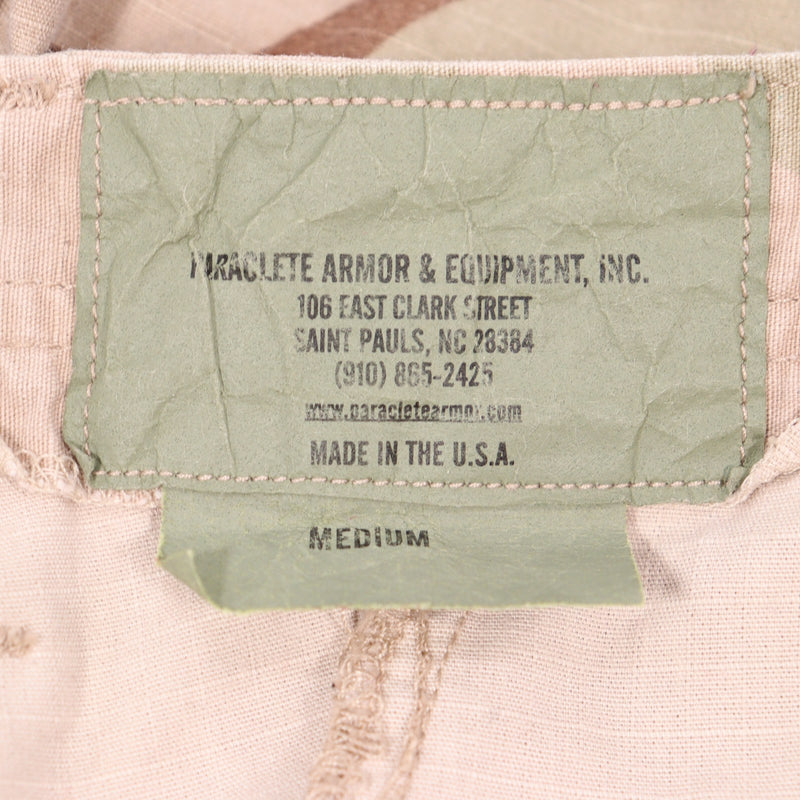 PARACLETE ARMOR & EQUIPMENT, INC.
106 EAST CLARK STREET
SAINT PAULS, NC 28384
(910) 865-2425
www.paracletearmor.com
MADE IN THE U.S.A.
MEDIUM